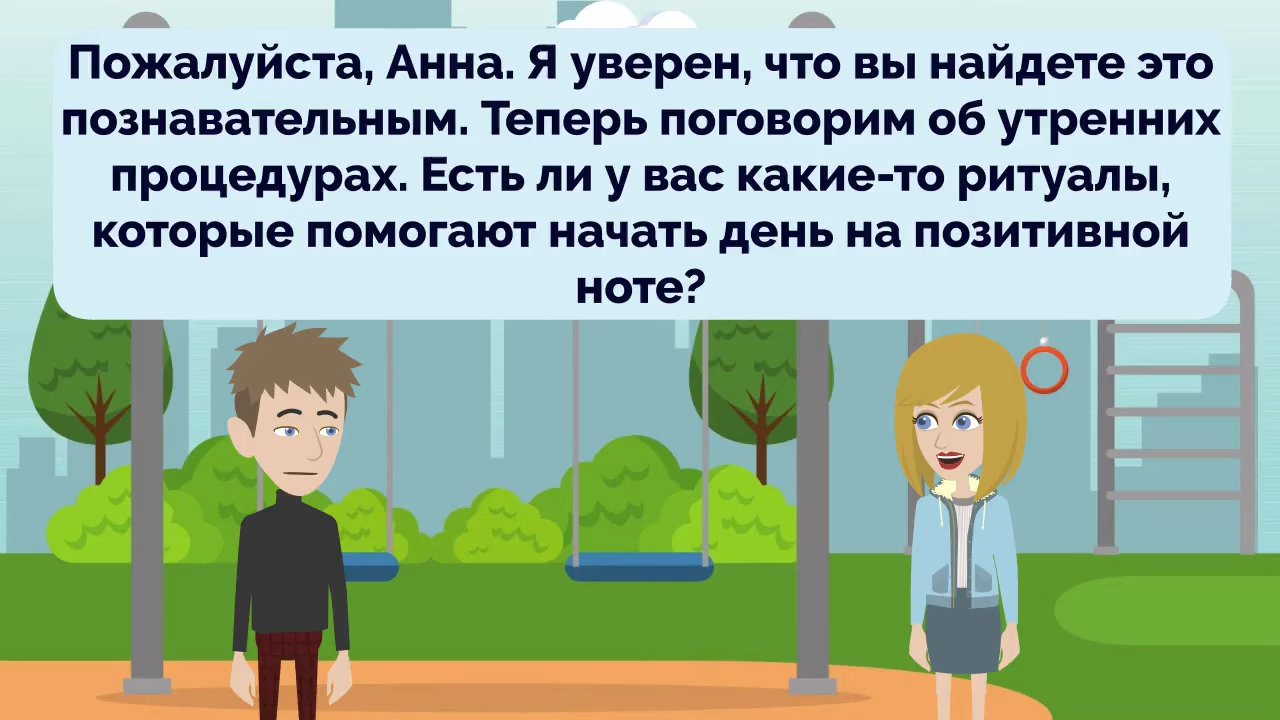 Пожалуйста, Анна. Я уверен, что вы найдете это
познавательным. Теперь поговорим об утренних
процедурах. Есть ли у вас какие-то ритуалы,
которые помогают начать день на позитивной
ноте?